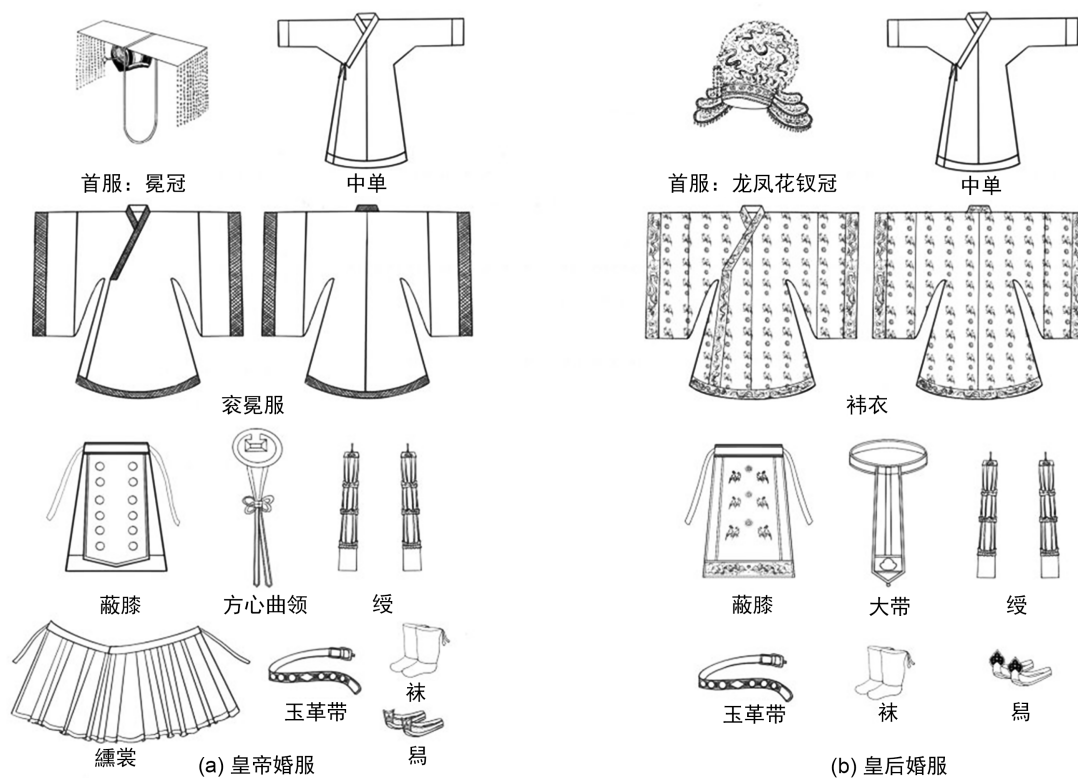 首服：冕冠
中单
衮冕服
蔽膝
方心曲领
绶
纁裳
玉革带
袜
舄
(a) 皇帝婚服
首服：龙凤花钗冠
中单
袆衣
蔽膝
大带
绶
玉革带
袜
舄
(b) 皇后婚服